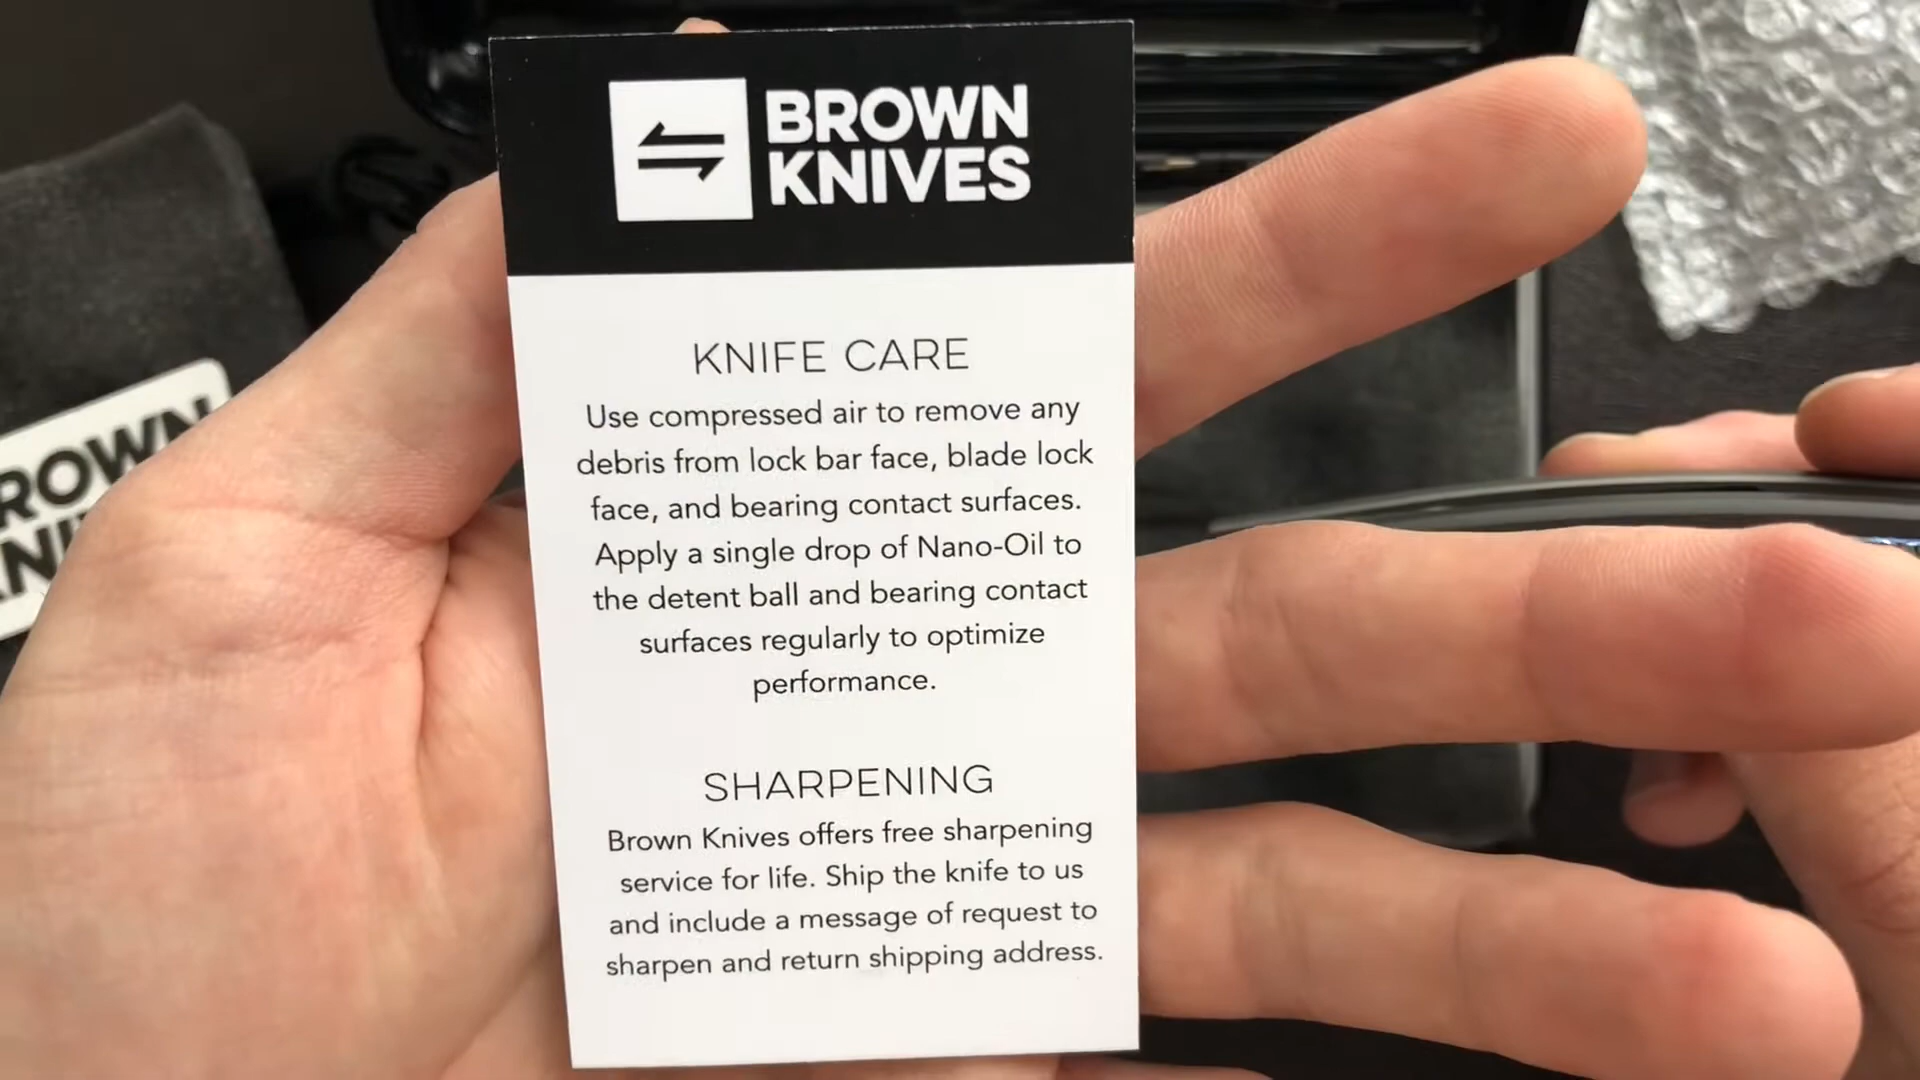 BROWN
KNIVES
KNIFE CARE
Use compressed air to remove any
debris from lock bar face, blade lock
face, and bearing contact surfaces.
Apply a single drop of Nano-Oil to
the detent ball and bearing contact
surfaces regularly to optimize
performance.
SHARPENING
Brown Knives offers free sharpening
service for life. Ship the knife to us
and include a message of request to
sharpen and return shipping address.